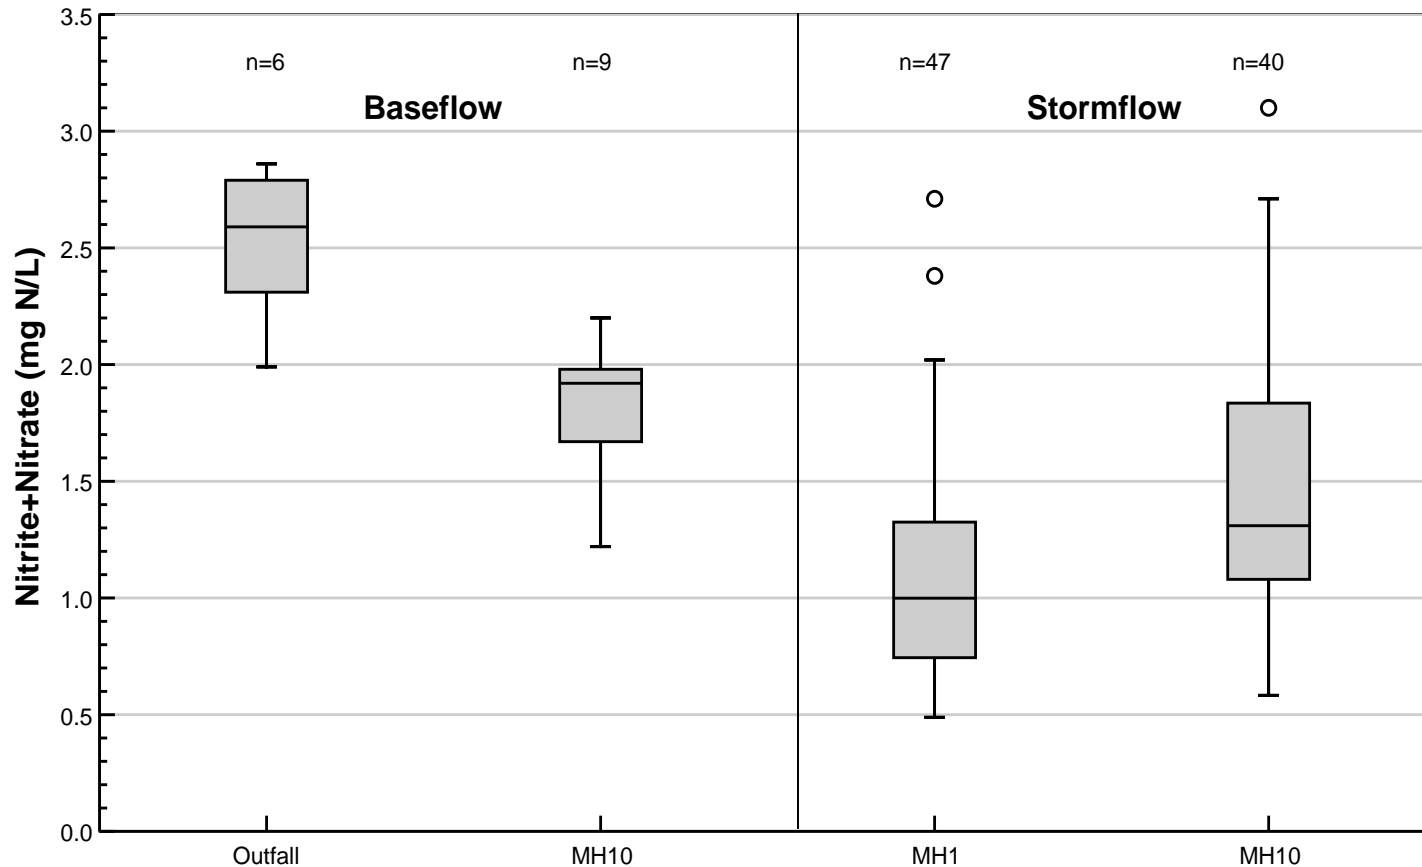 3.5
n=6 n=9 n=47 n=40
Baseflow Stormflow
3.0
2.5
2.0
1.5
1.0
0.5
0.0
Nitrite+Nitrate (mg N/L)
Outfall MH10 MH1 MH10